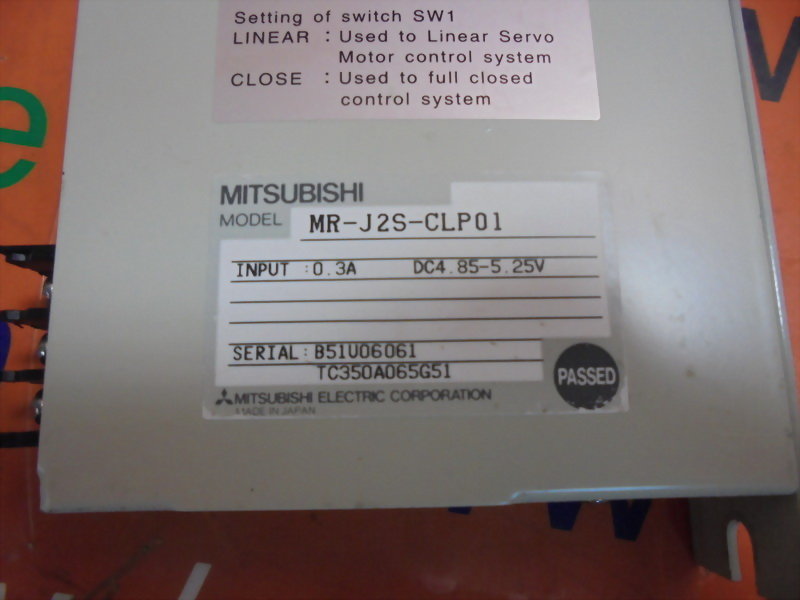 Setting of switch SW1
LINEAR : Used to Linear Servo
Motor control system
CLOSE : Used to full closed
control system
MITSUBISHI
MODEL MR-J2S-CLP01
INPUT :0.3A DC4.85-5.25V
SERIAL:B51U06061
TC350A065G51
PASSED
MITSUBISHI ELECTRIC CORPORATION
MADE IN JAPAN